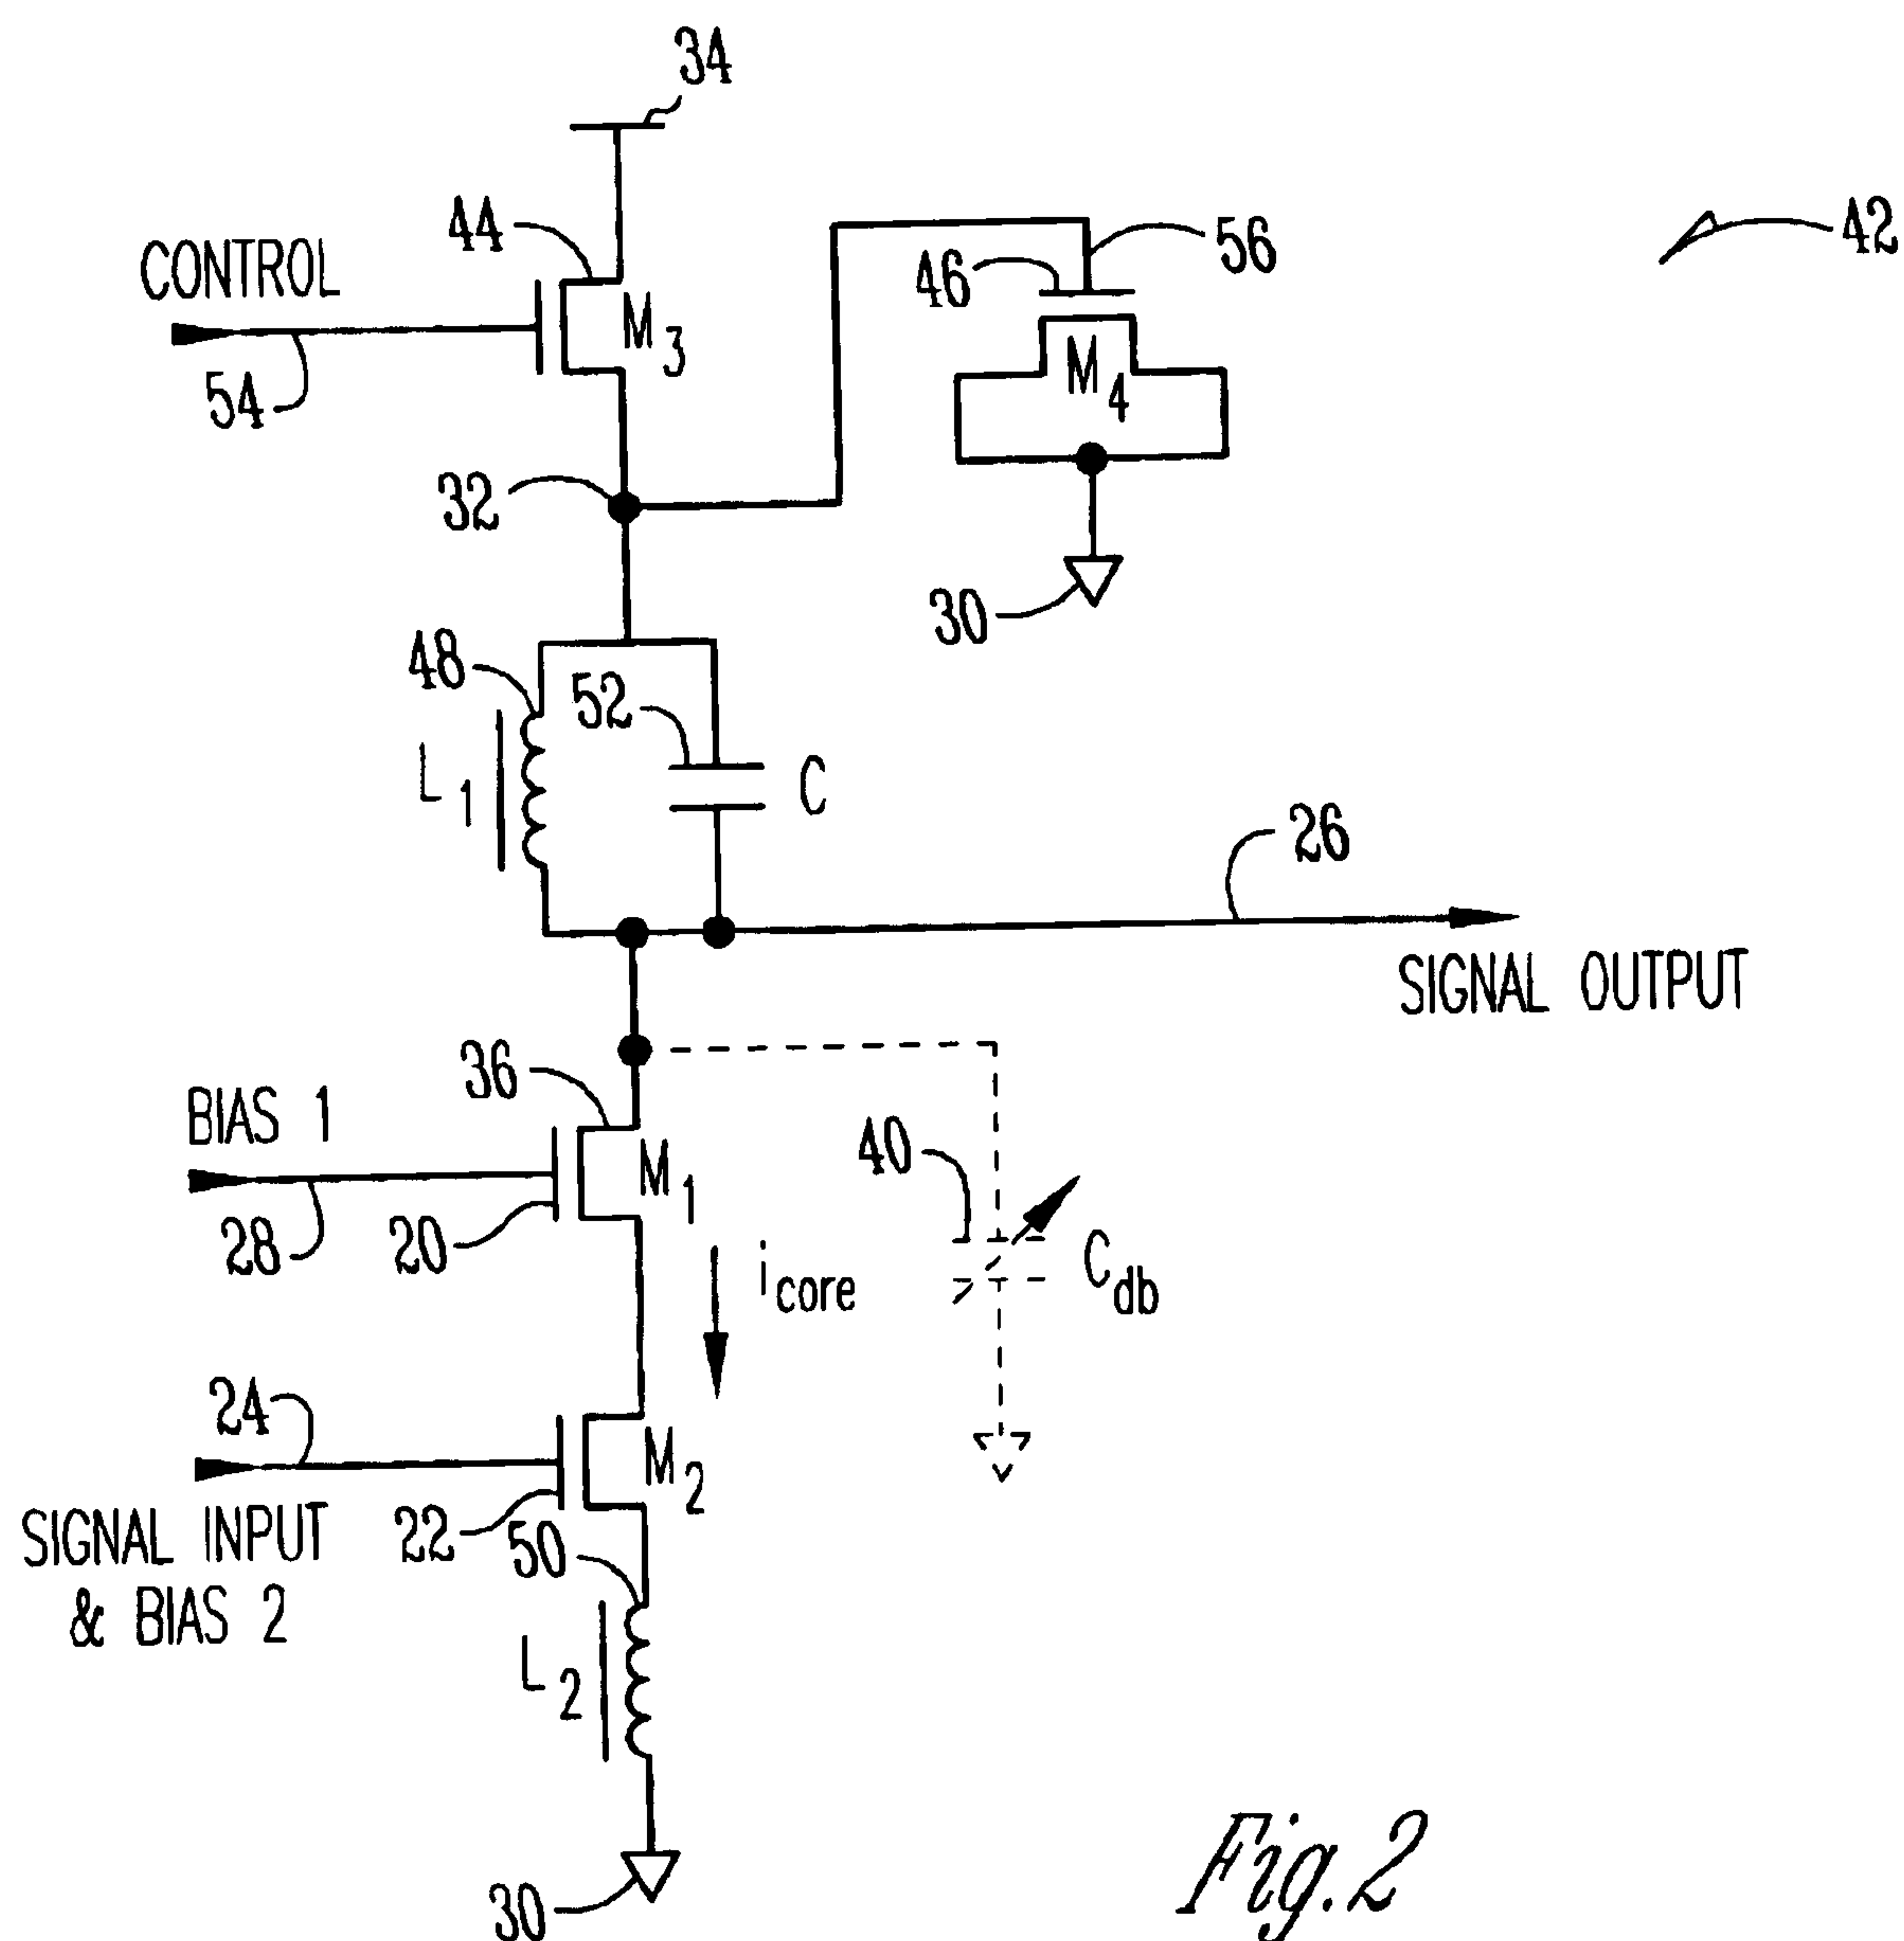 34
44
CONTROL
M3
54
46
56
42
M4
32
30
48
52
L1
C
26
SIGNAL OUTPUT
36
BIAS 1
M1
40
28
20
icore
Cdb
24
M2
SIGNAL INPUT
& BIAS 2
22
50
L2
30
Fig. 2